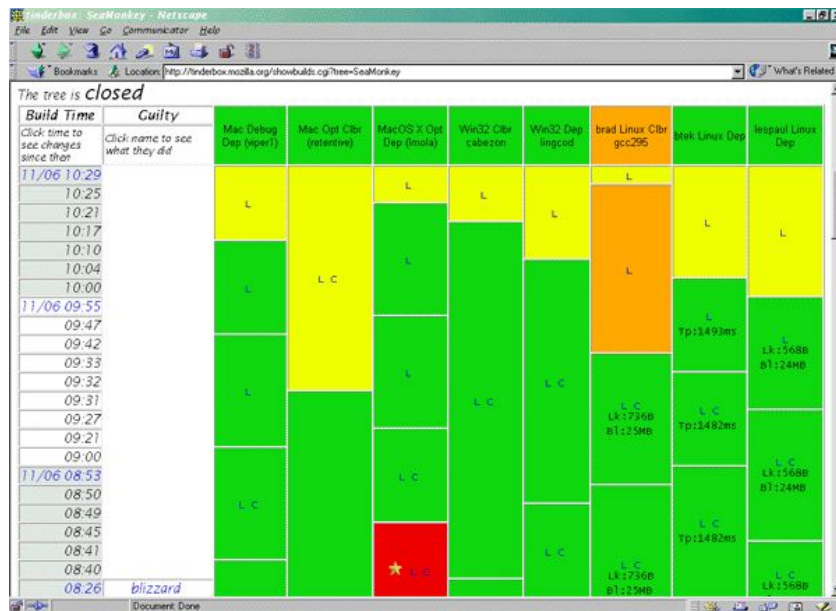 tinderbox: SeaMonkey - Netscape
File Edit View Go Communicator Help
Bookmarks Location: http://tinderbox.mozilla.org/showbuilds.cgi?tree=SeaMonkey What's Related
The tree is closed
Build Time Guilty
Click time to see changes since then
Click name to see what they did
Mac Debug Dep (viper1)
Mac Opt Clbr (retentive)
MacOS X Opt Dep (lmola)
Win32 Clbr cabezon
Win32 Dep lingcod
brad Linux Clbr gcc295
btek Linux Dep
lespaul Linux Dep
11/06 10:29
10:25
10:21
10:17
10:10
10:04
10:00
11/06 09:55
09:47
09:42
09:33
09:32
09:31
09:27
09:21
09:00
11/06 08:53
08:50
08:49
08:45
08:41
08:40
08:26 blizzard
L
L
L
L C
L C
L
L
L
L
L C
L C
L
L C
L
L C
L C
L
L
L C
Lk:736B
Bl:25MB
L C
Lk:736B
Bl:25MB
L
L
Tp:1493ms
L C
Tp:1482ms
L C
Tp:1482ms
L
L
Lk:568B
Bl:24MB
L C
Lk:568B
Bl:24MB
L C
Lk:568B
Document: Done